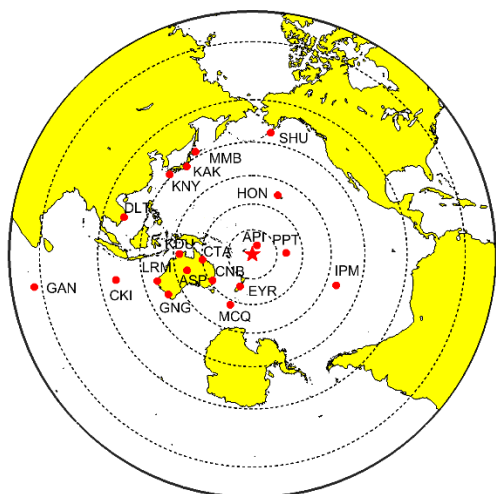 SHU
MMB
KAK
KNY
HON
DLT
API
PPT
KDU
CTA
LRM
ASP
CNB
IPM
GAN
CKI
EYR
GNG
MCQ